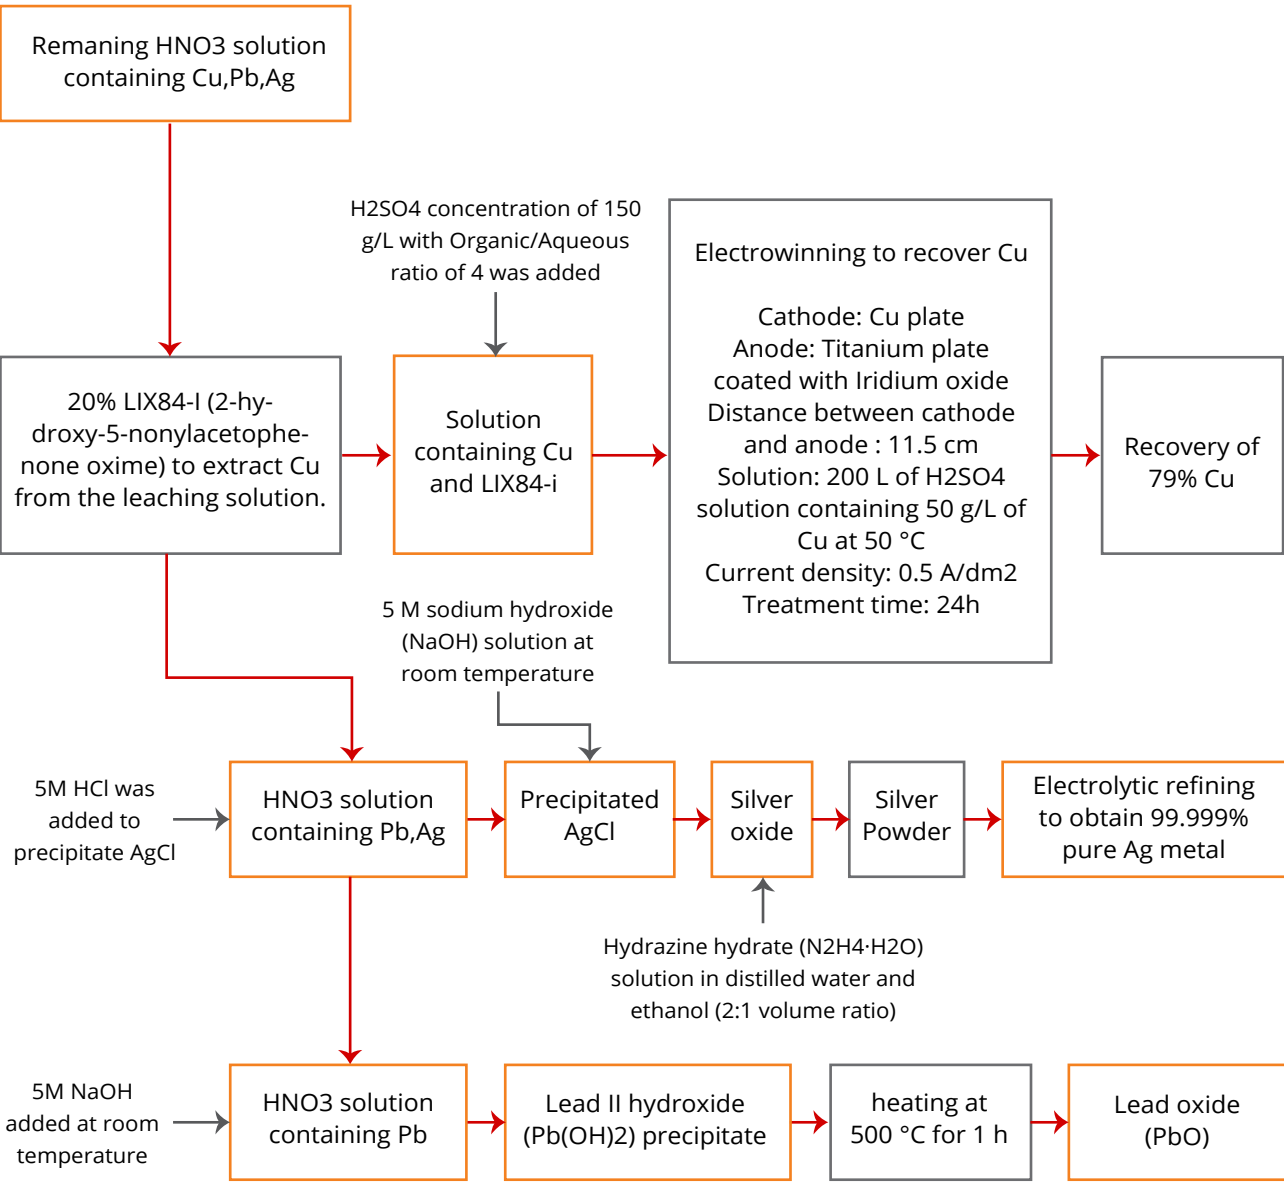 Remaning HNO3 solution
containing Cu,Pb,Ag
H2SO4 concentration of 150
g/L with Organic/Aqueous
ratio of 4 was added
20% LIX84-I (2-hy-
droxy-5-nonylacetophe-
none oxime) to extract Cu
from the leaching solution.
Solution
containing Cu
and LIX84-i
Electrowinning to recover Cu
Cathode: Cu plate
Anode: Titanium plate
coated with Iridium oxide
Distance between cathode
and anode : 11.5 cm
Solution: 200 L of H2SO4
solution containing 50 g/L of
Cu at 50 °C
Current density: 0.5 A/dm2
Treatment time: 24h
Recovery of
79% Cu
5 M sodium hydroxide
(NaOH) solution at
room temperature
5M HCl was
added to
precipitate AgCl
HNO3 solution
containing Pb,Ag
Precipitated
AgCl
Silver
oxide
Silver
Powder
Electrolytic refining
to obtain 99.999%
pure Ag metal
Hydrazine hydrate (N2H4·H2O)
solution in distilled water and
ethanol (2:1 volume ratio)
5M NaOH
added at room
temperature
HNO3 solution
containing Pb
Lead II hydroxide
(Pb(OH)2) precipitate
heating at
500 °C for 1 h
Lead oxide
(PbO)